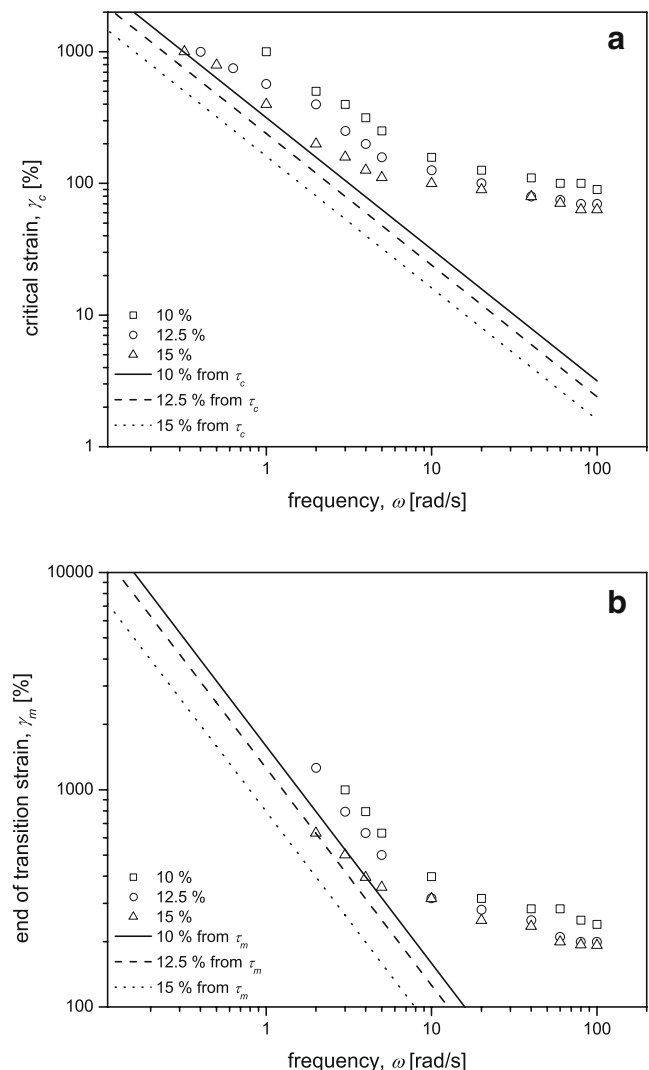 a
1000
100
10
1
critical strain, γc [%]
10 %
12.5 %
15 %
10 % from τc
12.5 % from τc
15 % from τc
1
10
100
frequency, ω [rad/s]
b
10000
1000
100
end of transition strain, γm [%]
10 %
12.5 %
15 %
10 % from τm
12.5 % from τm
15 % from τm
1
10
100
frequency, ω [rad/s]